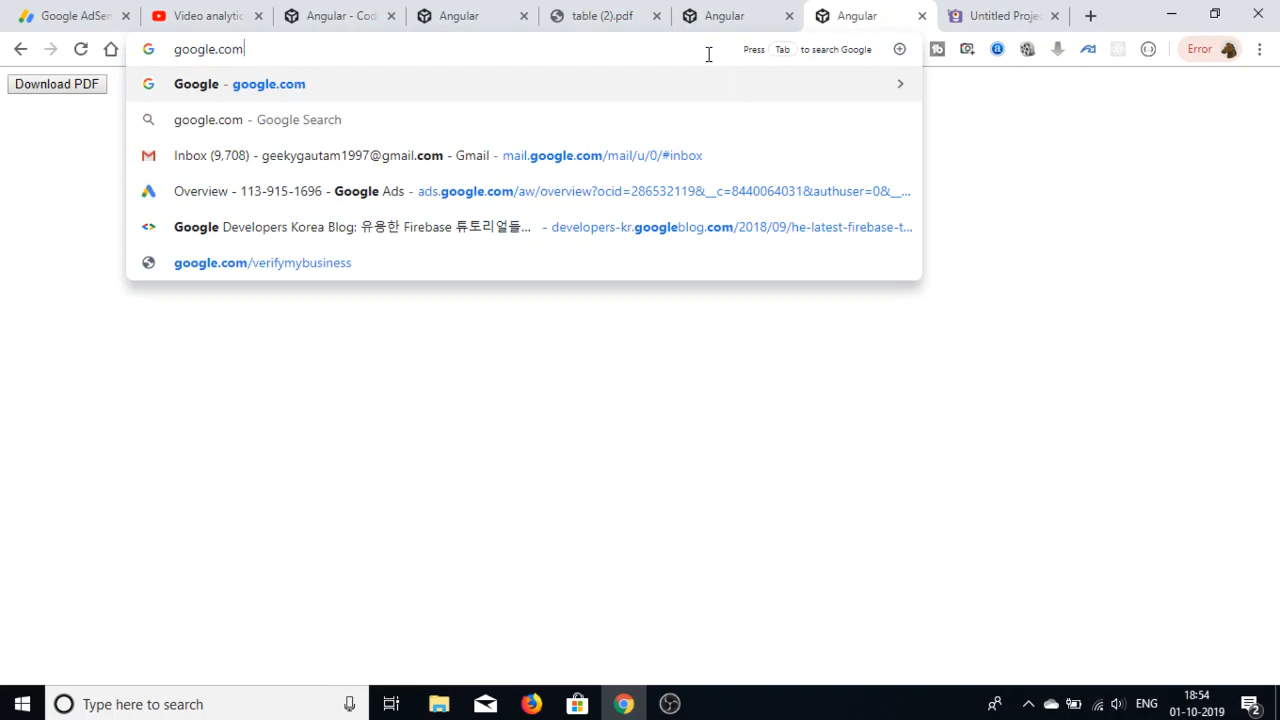 Google AdSen
Video analytic
Angular - Cod
Angular
table (2).pdf
Angular
Angular
Untitled Proje
google.com
Press Tab to search Google
Error
Download PDF
Google - google.com
google.com - Google Search
Inbox (9,708) - geekygautam1997@gmail.com - Gmail - mail.google.com/mail/u/0/#inbox
Overview - 113-915-1696 - Google Ads - ads.google.com/aw/overview?ocid=286532119&__c=8440064031&authuser=0&__...
Google Developers Korea Blog: 유용한 Firebase 튜토리얼들... - developers-kr.googleblog.com/2018/09/he-latest-firebase-t...
google.com/verifymybusiness
Type here to search
ENG
18:54
01-10-2019
2